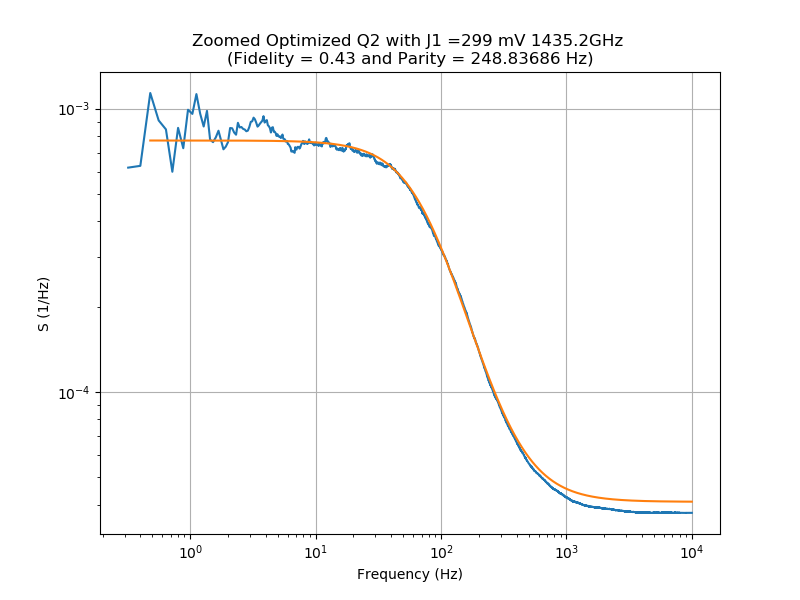 Zoomed Optimized Q2 with J1 =299 mV 1435.2GHz
(Fidelity = 0.43 and Parity = 248.83686 Hz)
10⁻³
10⁻⁴
S (1/Hz)
10⁰ 10¹ 10² 10³ 10⁴
Frequency (Hz)